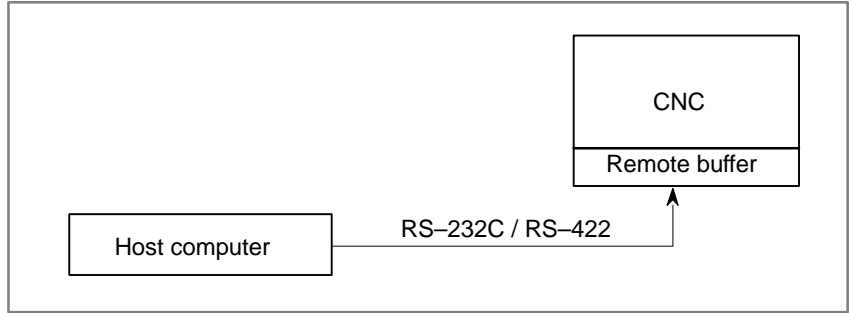 CNC
Remote buffer
RS–232C / RS–422
Host computer